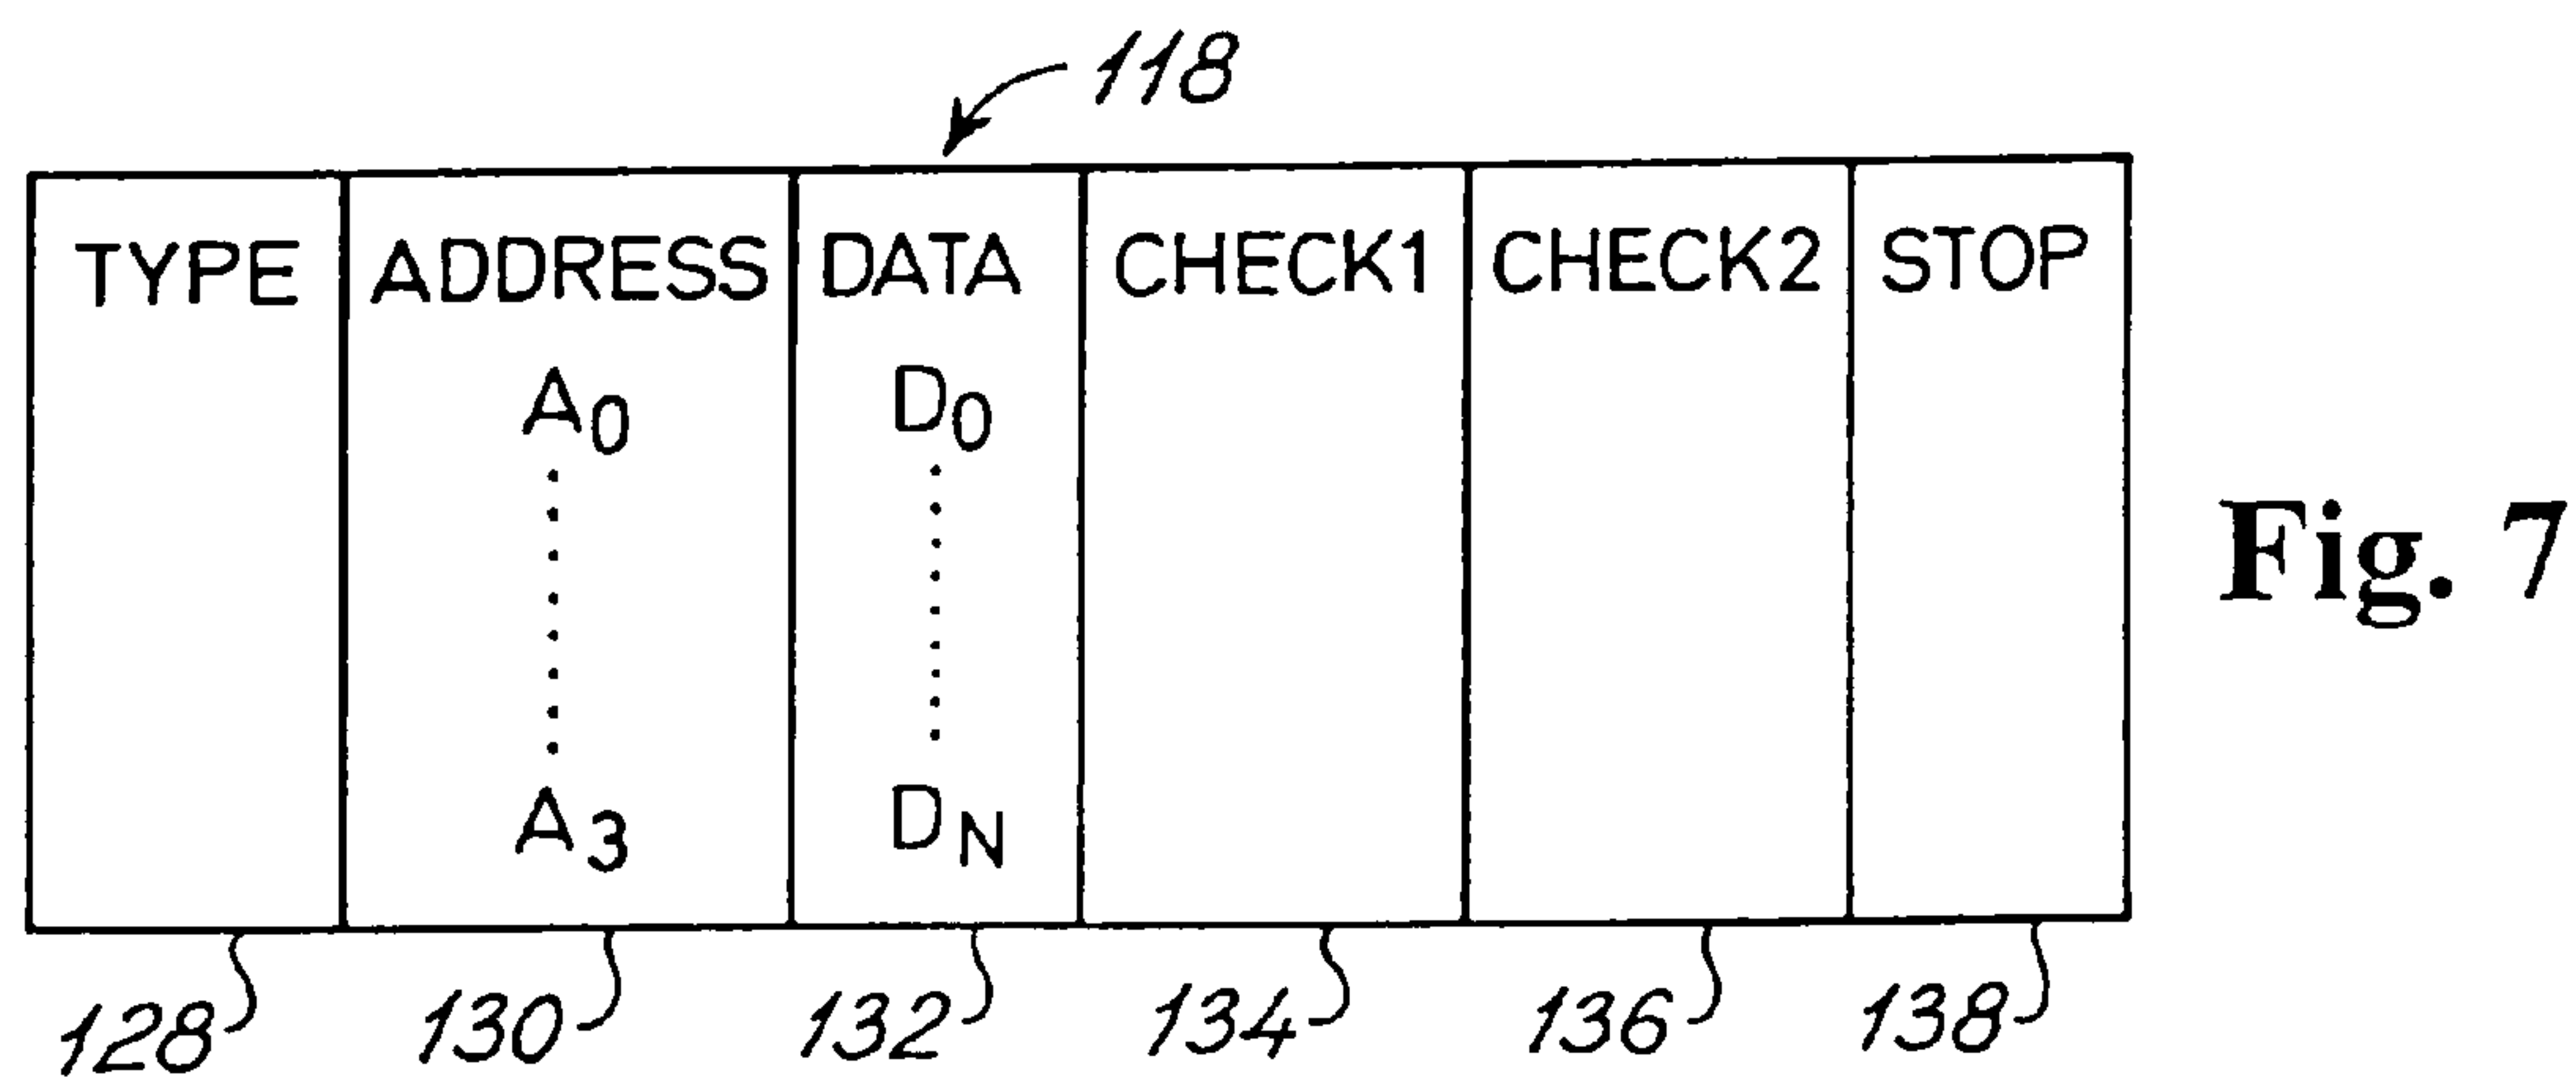 118
TYPE ADDRESS DATA CHECK1 CHECK2 STOP
A0 D0
A3 DN
128 130 132 134 136 138
Fig. 7